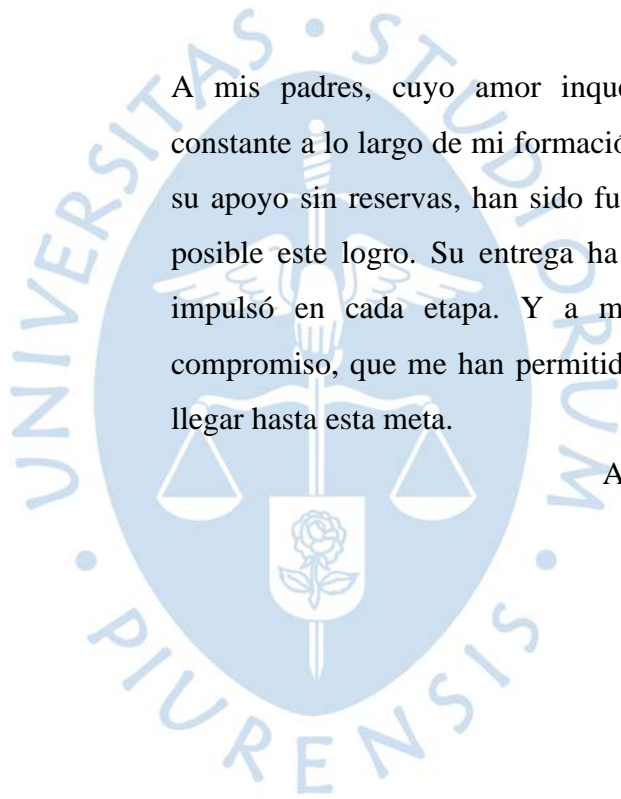 UNIVERSITAS STUDIORUM PIURENSIS
A mis padres, cuyo amor
constante a lo largo de mi
su apoyo sin reservas, han sido
posible este logro. Su entrega ha
impulsó en cada etapa. Y a
compromiso, que me han
llegar hasta esta meta.